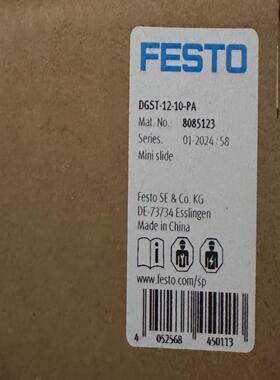 FESTO
DGST-12-10-PA
Mat. No.: 8085123
Series: 01-2024 : 58
Mini slide
Festo SE & Co. KG
DE-73734 Esslingen
Made in China
www.festo.com/sp
4 052568 450113